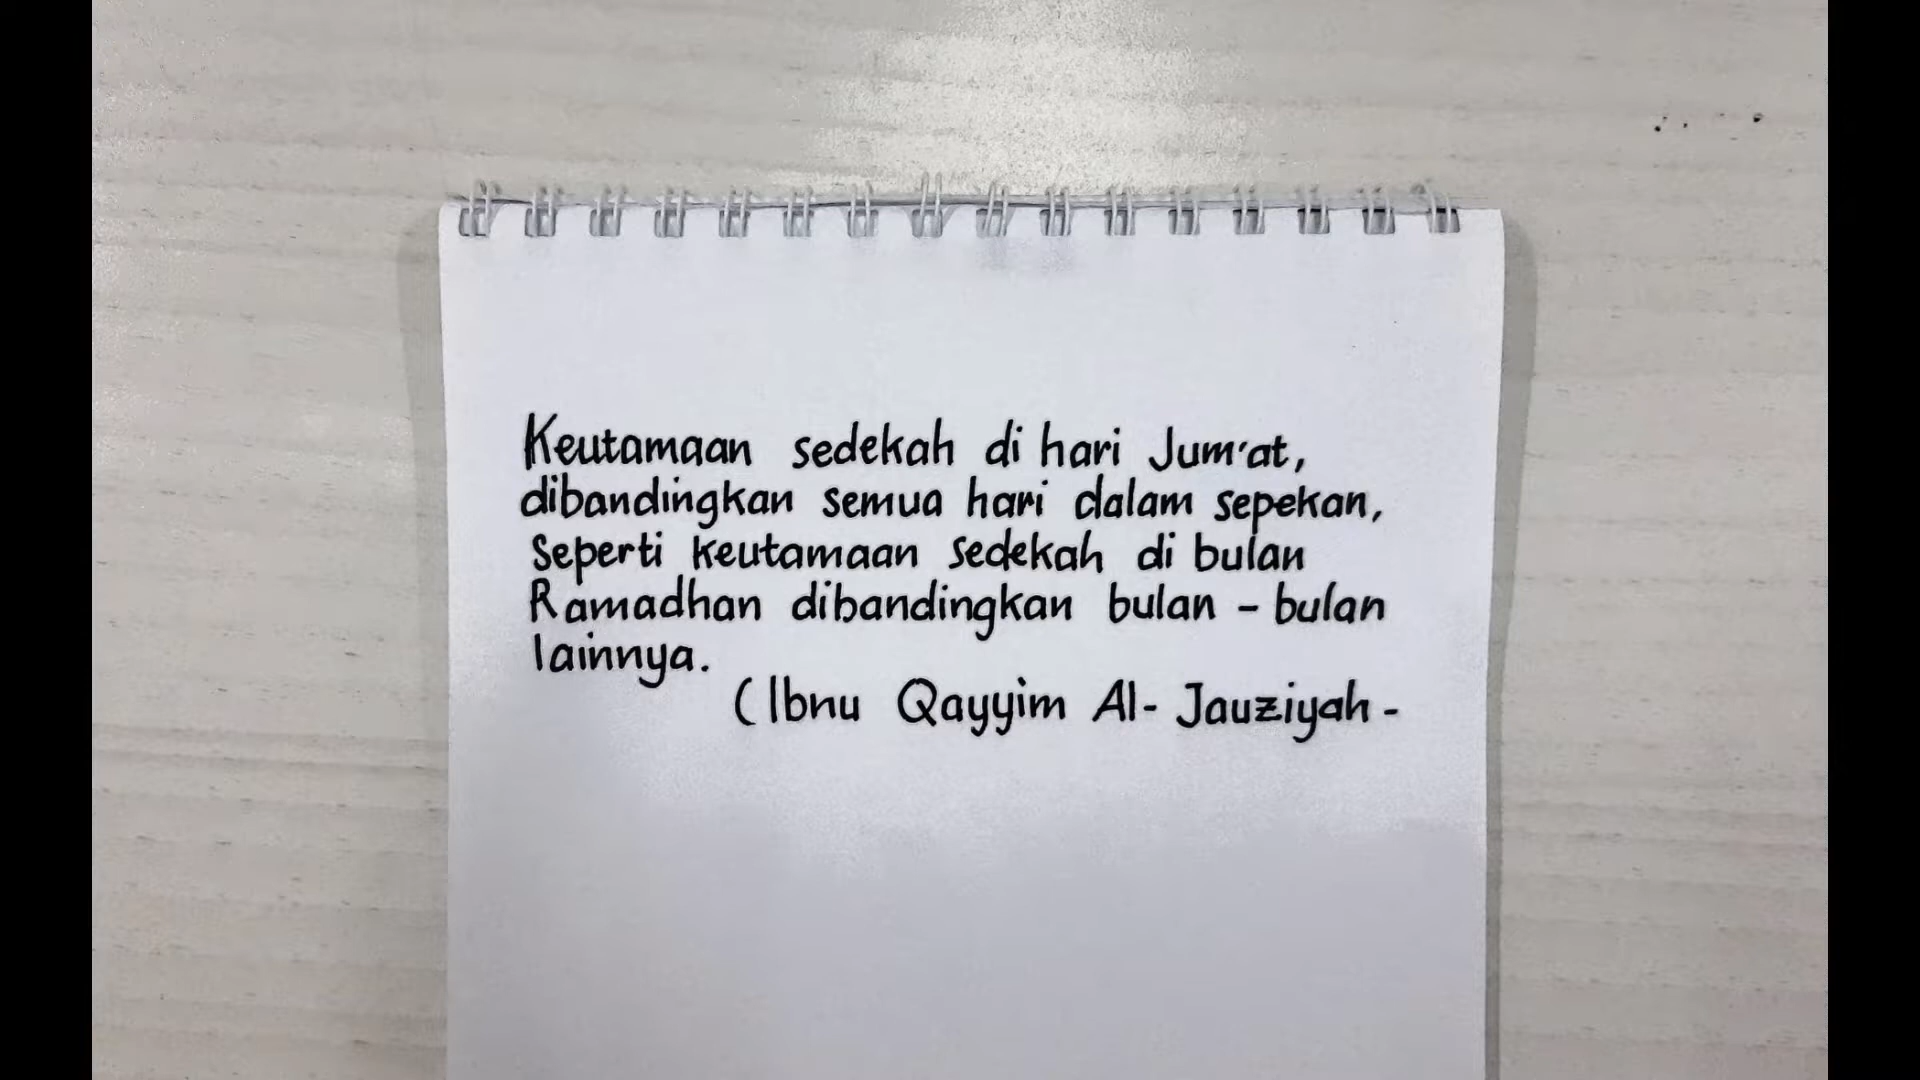 Keutamaan sedekah di hari Jum'at,
dibandingkan semua hari dalam sepekan,
Seperti keutamaan sedekah di bulan
Ramadhan dibandingkan bulan - bulan
lainnya.
(Ibnu Qayyim Al- Jauziyah -